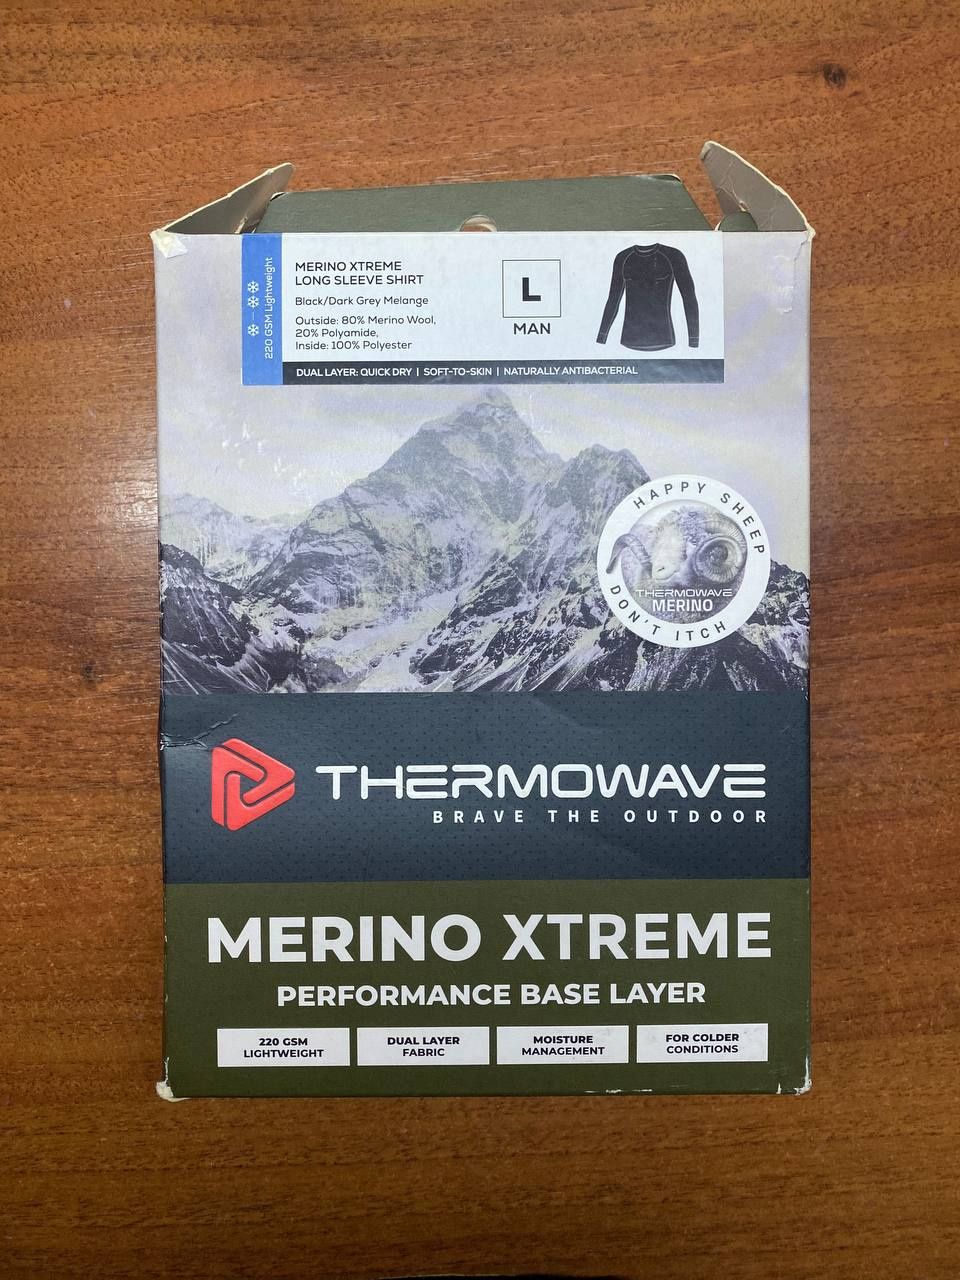 220 GSM Lightweight
MERINO XTREME
LONG SLEEVE SHIRT
Black/Dark Grey Melange
Outside: 80% Merino Wool,
20% Polyamide,
Inside: 100% Polyester
L
MAN
DUAL LAYER: QUICK DRY | SOFT-TO-SKIN | NATURALLY ANTIBACTERIAL
HAPPY SHEEP
THERMOWAVE
MERINO
DON'T ITCH
THERMOWAVE
BRAVE THE OUTDOOR
MERINO XTREME
PERFORMANCE BASE LAYER
220 GSM
LIGHTWEIGHT
DUAL LAYER
FABRIC
MOISTURE
MANAGEMENT
FOR COLDER
CONDITIONS